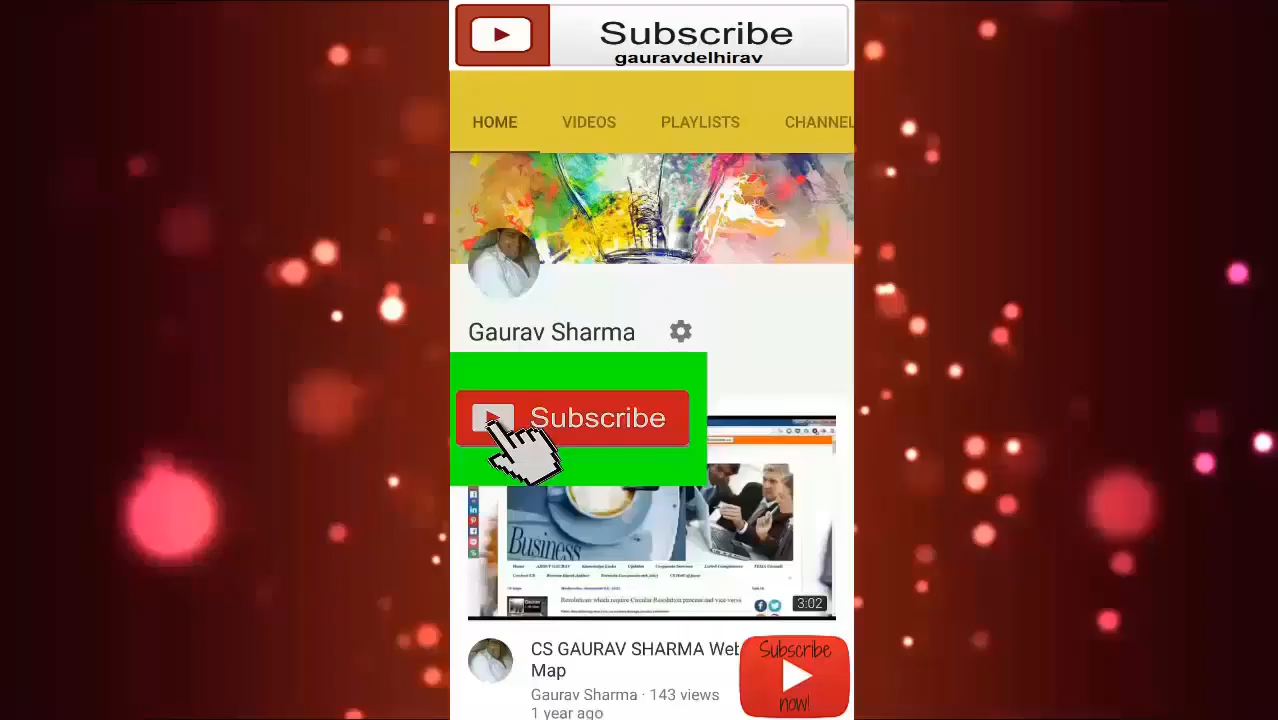 Subscribe
gauravdelhirav
HOME VIDEOS PLAYLISTS CHANNEL
Gaurav Sharma
Subscribe
Business
3:02
CS GAURAV SHARMA Web
Map
Gaurav Sharma · 143 views
1 year ago
Subscribe
now!